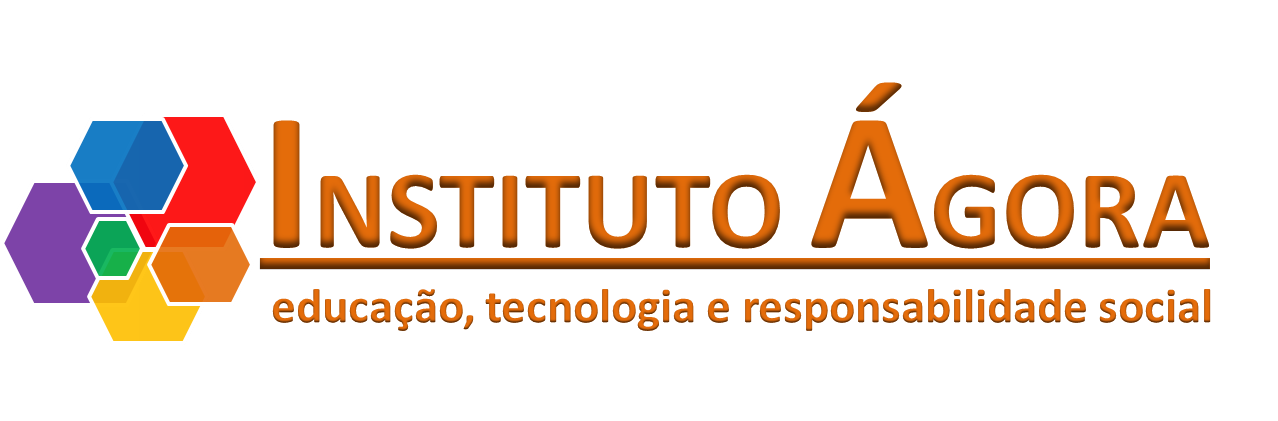 Instituto Ágora
educação, tecnologia e responsabilidade social